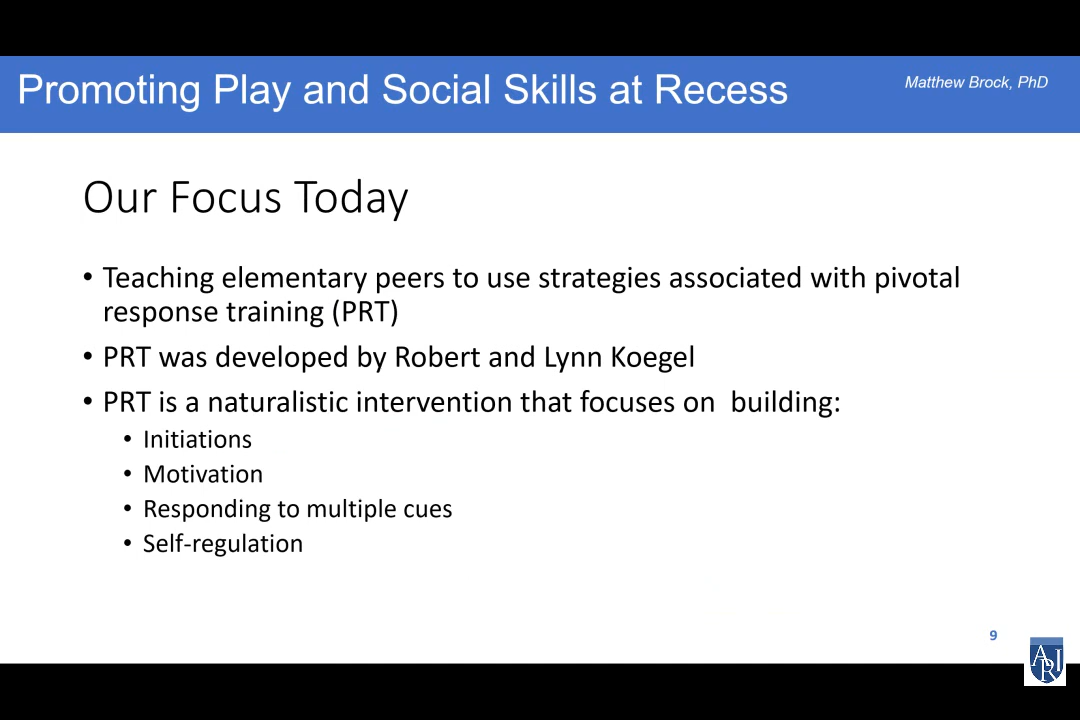 Promoting Play and Social Skills at Recess
Matthew Brock, PhD
Our Focus Today
• Teaching elementary peers to use strategies associated with pivotal
response training (PRT)
• PRT was developed by Robert and Lynn Koegel
• PRT is a naturalistic intervention that focuses on  building:
• Initiations
• Motivation
• Responding to multiple cues
• Self-regulation
9
ARI